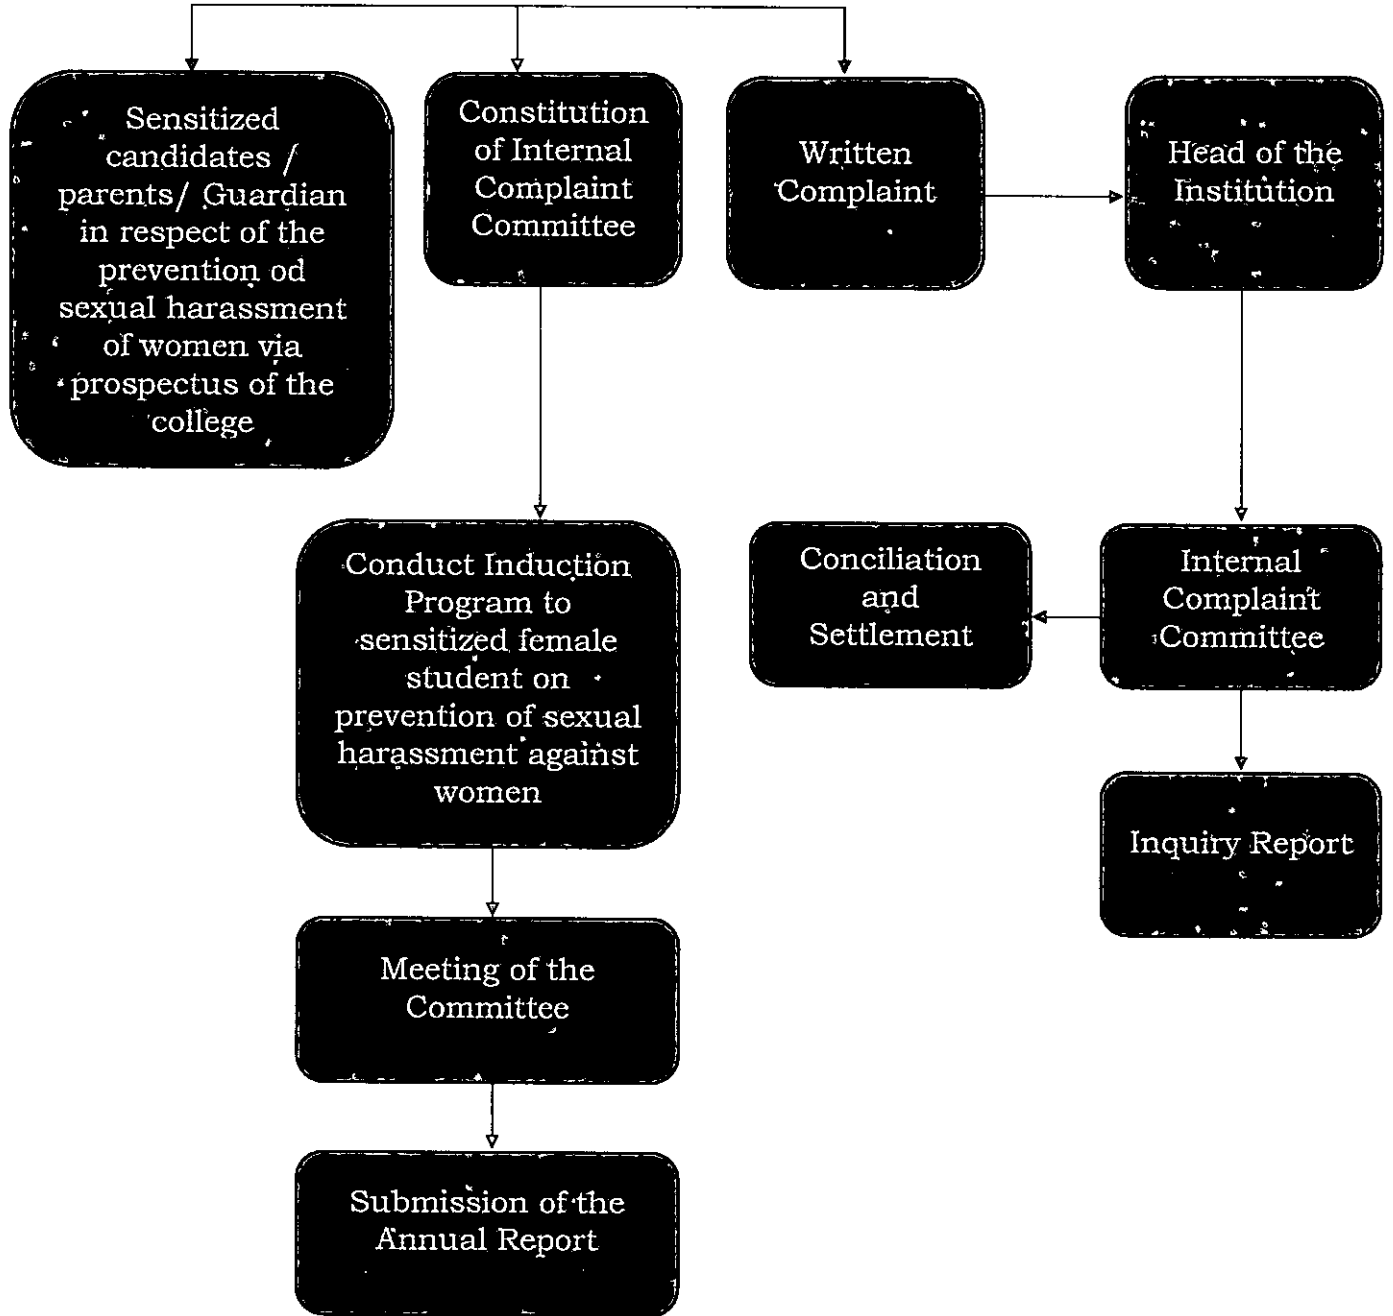 Sensitized
candidates /
parents/ Guardian
in respect of the
prevention od
sexual harassment
of women via
prospectus of the
college
Constitution
of Internal
Complaint
Committee
Written
Complaint
Head of the
Institution
Conduct Induction
Program to
sensitized female
student on
prevention of sexual
harassment against
women
Conciliation
and
Settlement
Internal
Complaint
Committee
Inquiry Report
Meeting of the
Committee
Submission of the
Annual Report